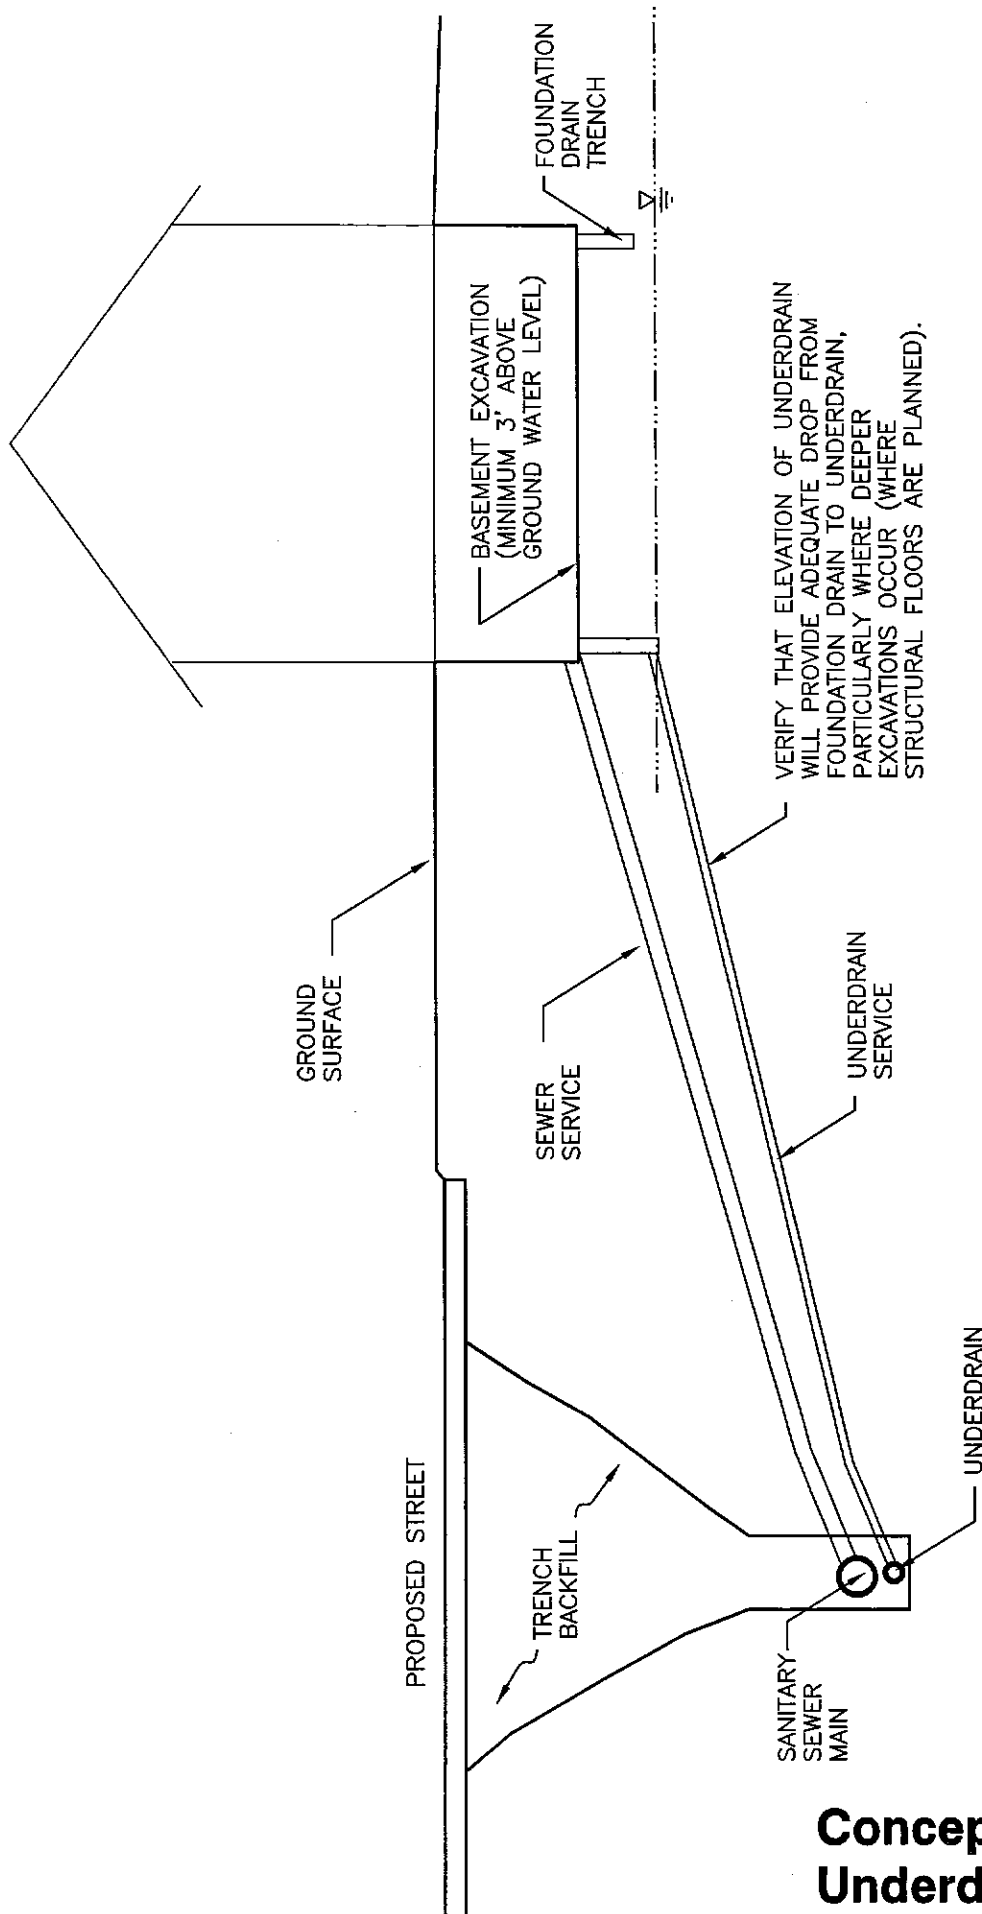 PROPOSED STREET
GROUND
SURFACE
TRENCH
BACKFILL
SEWER
SERVICE
BASEMENT EXCAVATION
(MINIMUM 3' ABOVE
GROUND WATER LEVEL)
FOUNDATION
DRAIN
TRENCH
SANITARY
SEWER
MAIN
UNDERDRAIN
UNDERDRAIN
SERVICE
VERIFY THAT ELEVATION OF UNDERDRAIN
WILL PROVIDE ADEQUATE DROP FROM
FOUNDATION DRAIN TO UNDERDRAIN,
PARTICULARLY WHERE DEEPER
EXCAVATIONS OCCUR (WHERE
STRUCTURAL FLOORS ARE PLANNED).
Concep
Underd